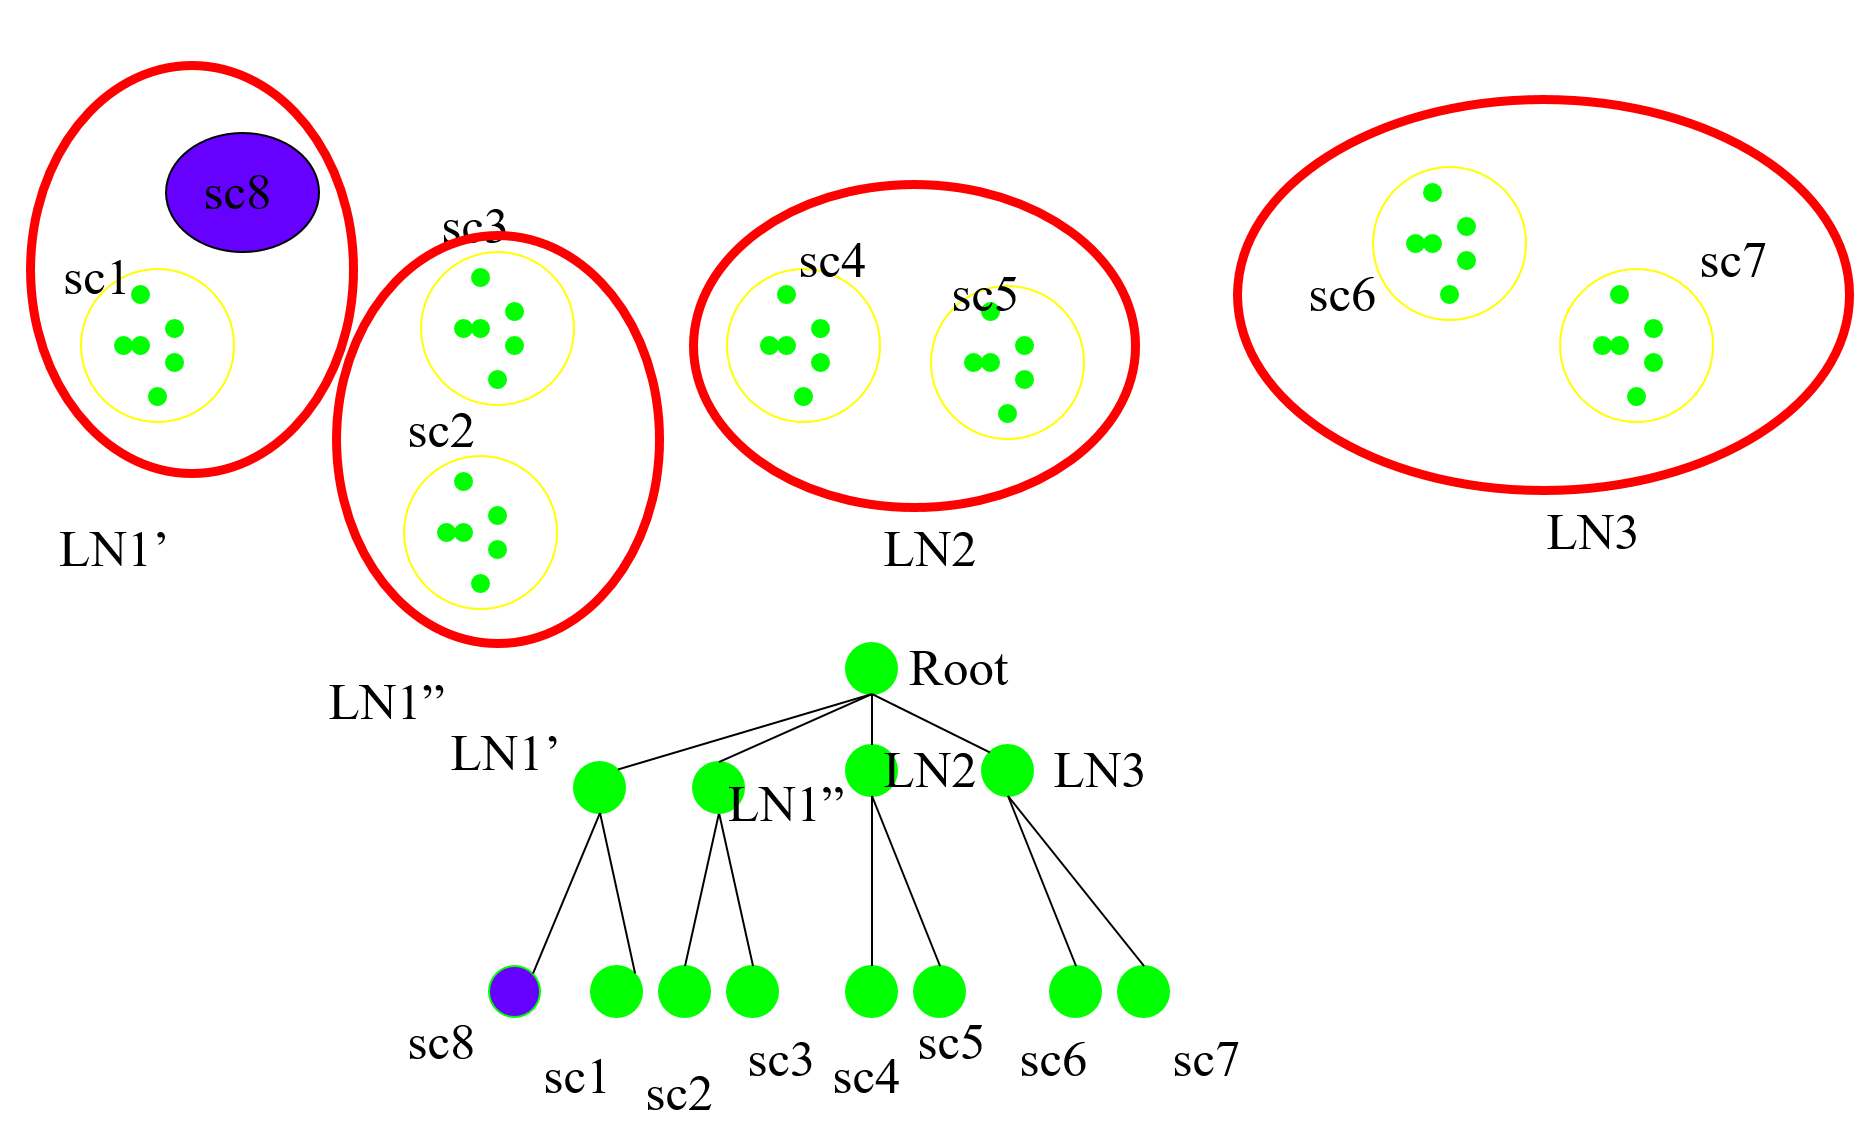 sc8
sc1
sc3
sc2
sc4
sc5
sc6
sc7
LN1’
LN1”
LN2
LN3
Root
LN1’
LN1”
LN2
LN3
sc8
sc1
sc2
sc3
sc4
sc5
sc6
sc7